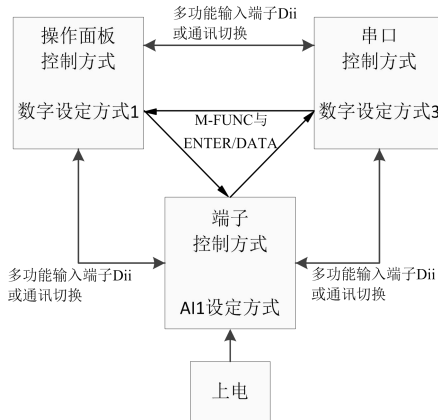 多功能输入端子Dii
或通讯切换
操作面板
控制方式
数字设定方式1
串口
控制方式
数字设定方式3
M-FUNC与
ENTER/DATA
端子
控制方式
AI1设定方式
多功能输入端子Dii
或通讯切换
多功能输入端子Dii
或通讯切换
上电